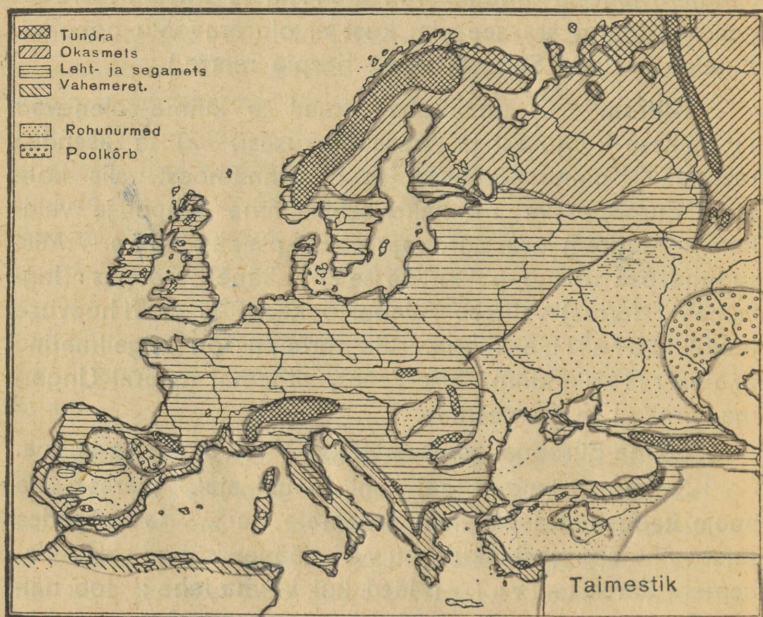 Tundra
Okasmets
Leht- ja segamets
Vahemeret.
Rohunurmed
Poolkõrb
Taimestik